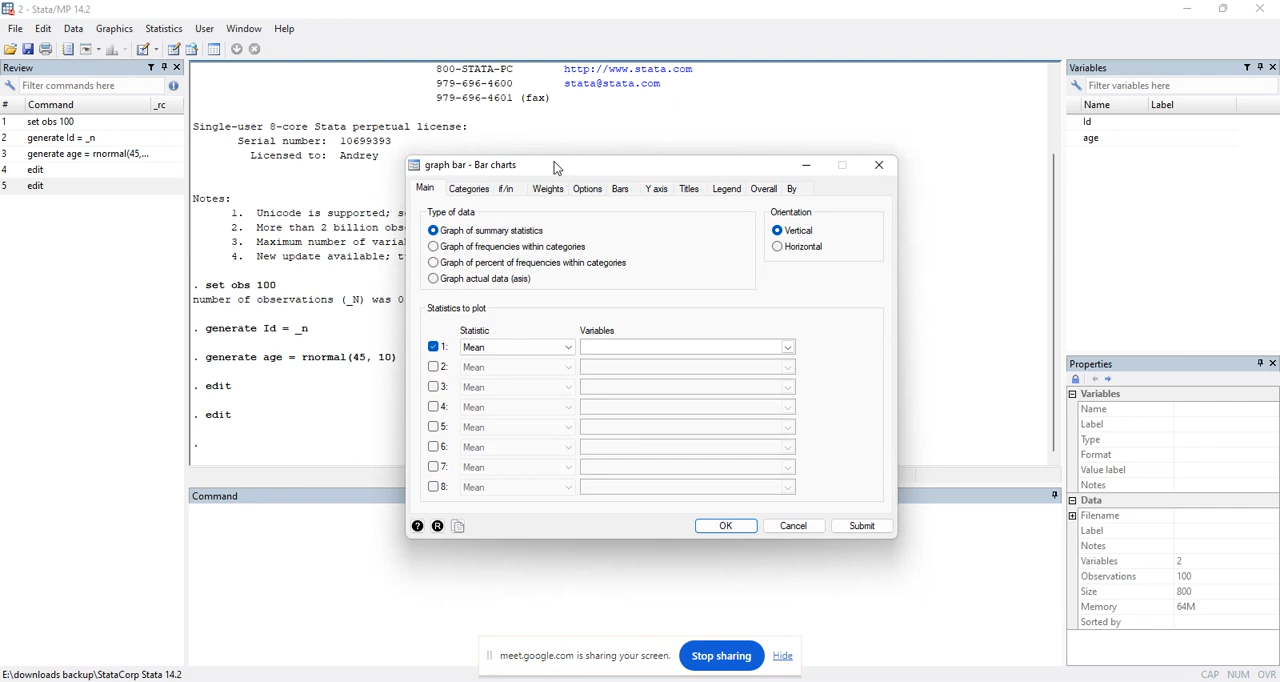 2 - Stata/MP 14.2
File Edit Data Graphics Statistics User Window Help
Review
Filter commands here
# Command _rc
1 set obs 100
2 generate Id = _n
3 generate age = rnormal(45,...
4 edit
5 edit
800-STATA-PC http://www.stata.com
979-696-4600 stata@stata.com
979-696-4601 (fax)
Single-user 8-core Stata perpetual license:
Serial number: 10699393
Licensed to: Andrey
Notes:
1. Unicode is supported; s
2. More than 2 billion obs
3. Maximum number of varia
4. New update available; t
. set obs 100
number of observations (_N) was 0
. generate Id = _n
. generate age = rnormal(45, 10)
. edit
. edit
.
Command
graph bar - Bar charts
Main Categories if/in Weights Options Bars Y axis Titles Legend Overall By
Type of data
Graph of summary statistics
Graph of frequencies within categories
Graph of percent of frequencies within categories
Graph actual data (asis)
Orientation
Vertical
Horizontal
Statistics to plot
Statistic Variables
1: Mean
2: Mean
3: Mean
4: Mean
5: Mean
6: Mean
7: Mean
8: Mean
? R OK Cancel Submit
Variables
Filter variables here
Name Label
Id
age
Properties
Variables
Name
Label
Type
Format
Value label
Notes
Data
Filename
Label
Notes
Variables 2
Observations 100
Size 800
Memory 64M
Sorted by
meet.google.com is sharing your screen. Stop sharing Hide
E:\downloads backup\StataCorp Stata 14.2
CAP NUM OVR